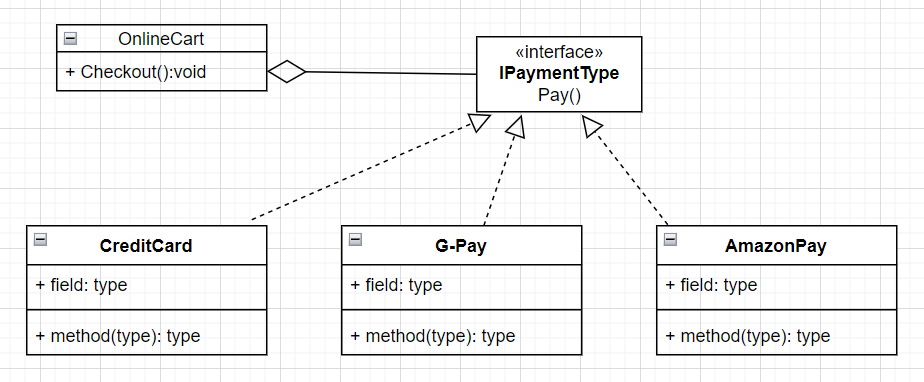 OnlineCart
+ Checkout():void
«interface»
IPaymentType
Pay()
CreditCard
+ field: type
+ method(type): type
G-Pay
+ field: type
+ method(type): type
AmazonPay
+ field: type
+ method(type): type